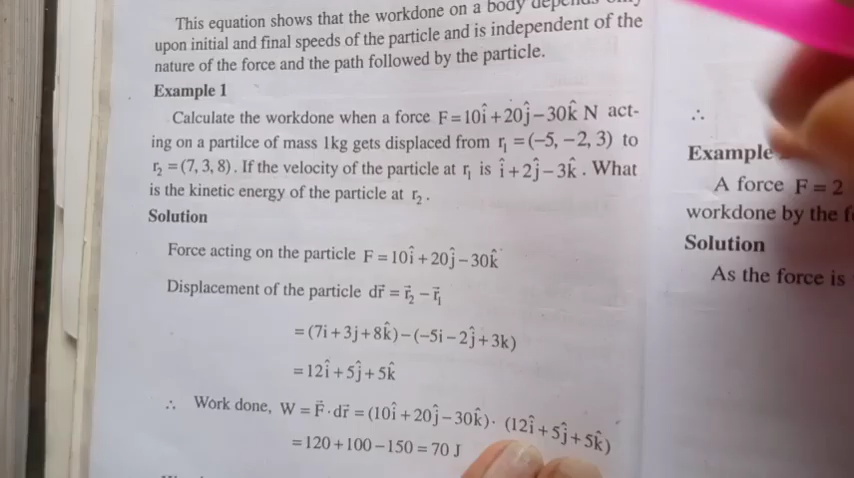 This equation shows that the workdone on a body depends only
upon initial and final speeds of the particle and is independent of the
nature of the force and the path followed by the particle.
Example 1
Calculate the workdone when a force F = 10î + 20ĵ − 30k̂ N act-
ing on a partilce of mass 1kg gets displaced from r₁ = (−5, −2, 3) to
r₂ = (7, 3, 8). If the velocity of the particle at r₁ is î + 2ĵ − 3k̂. What
is the kinetic energy of the particle at r₂.
Solution
Force acting on the particle F = 10î + 20ĵ − 30k̂
Displacement of the particle dr⃗ = r⃗₂ − r⃗₁
= (7i + 3j + 8k̂) − (−5i − 2ĵ + 3k)
= 12î + 5ĵ + 5k̂
∴ Work done, W = F⃗ · dr⃗ = (10î + 20ĵ − 30k̂) · (12î + 5ĵ + 5k̂)
= 120 + 100 − 150 = 70 J
∴
Example
A force F = 2
workdone by the f
Solution
As the force is